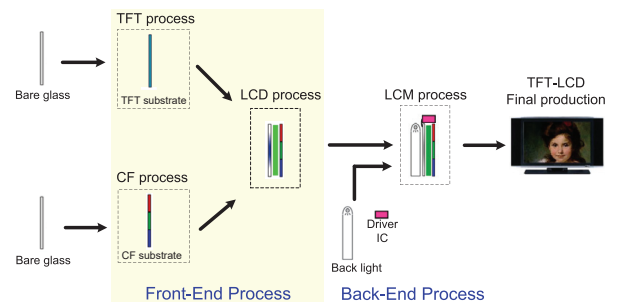 TFT process
Bare glass
TFT substrate
LCD process
LCM process
TFT-LCD
Final production
CF process
Bare glass
CF substrate
Driver
IC
Back light
Front-End Process
Back-End Process